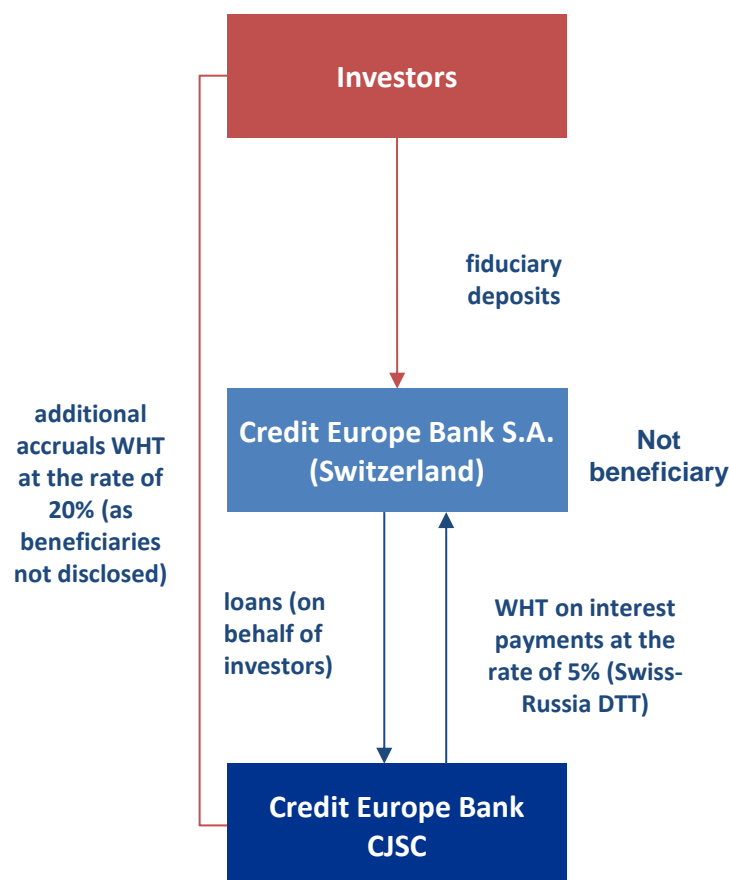 Investors
fiduciary
deposits
additional
accruals WHT
at the rate of
20% (as
beneficiaries
not disclosed)
Credit Europe Bank S.A.
(Switzerland)
Not
beneficiary
loans (on
behalf of
investors)
WHT on interest
payments at the
rate of 5% (Swiss-
Russia DTT)
Credit Europe Bank
CJSC